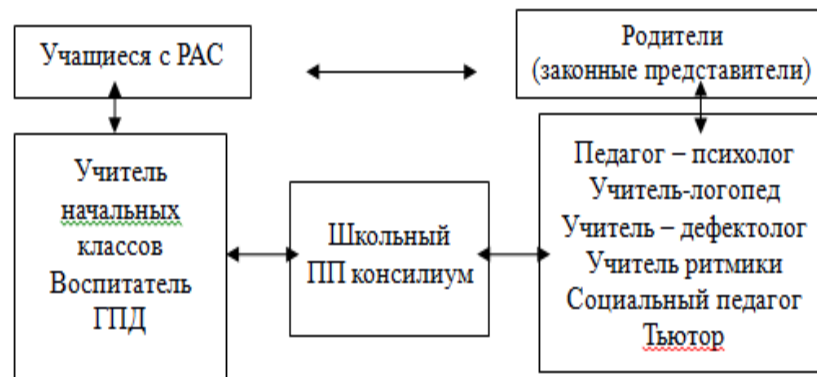 Учащиеся с РАС
Родители
(законные представители)
Учитель
начальных
классов
Воспитатель
ГПД
Школьный
ПП консилиум
Педагог – психолог
Учитель-логопед
Учитель – дефектолог
Учитель ритмики
Социальный педагог
Тьютор